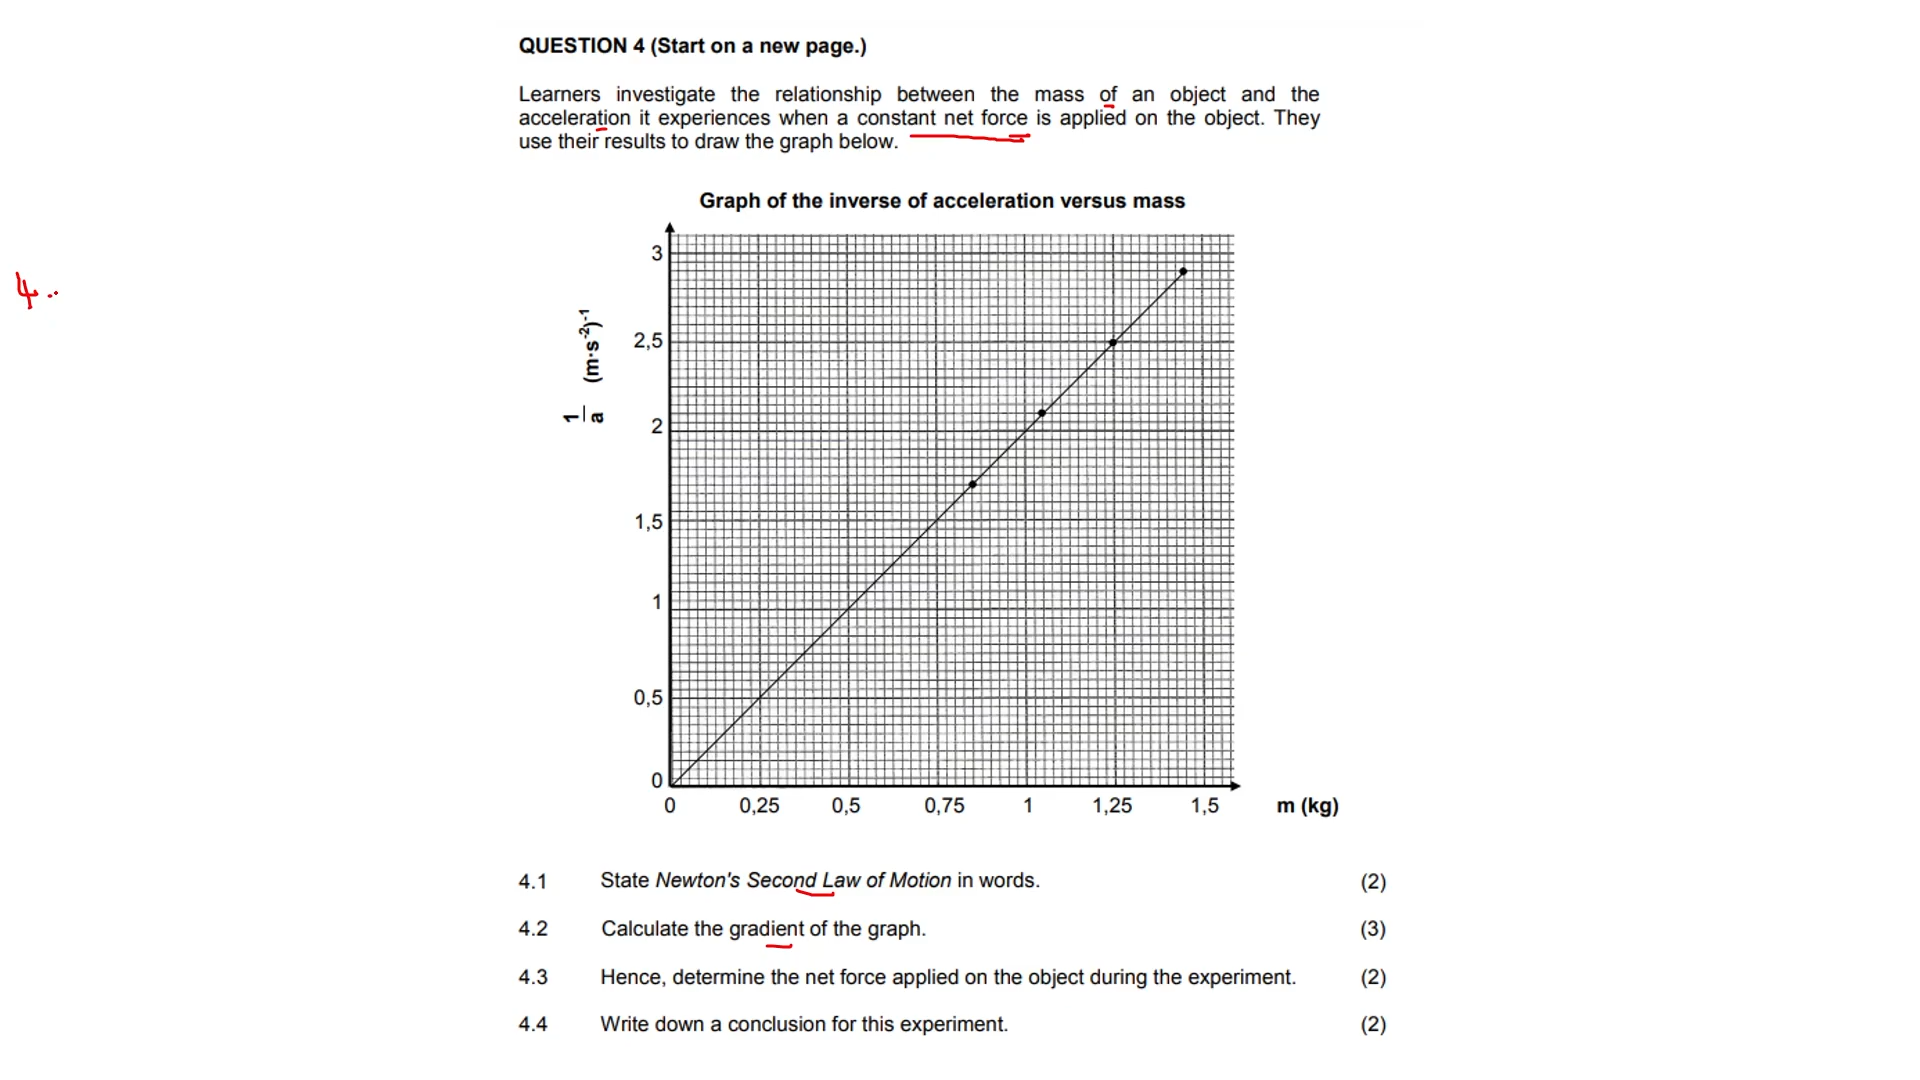 QUESTION 4 (Start on a new page.)
Learners investigate the relationship between the mass of an object and the
acceleration it experiences when a constant net force is applied on the object. They
use their results to draw the graph below.
Graph of the inverse of acceleration versus mass
4..
1/a (m·s⁻²)⁻¹
3
2,5
2
1,5
1
0,5
0
0 0,25 0,5 0,75 1 1,25 1,5 m (kg)
4.1 State Newton's Second Law of Motion in words. (2)
4.2 Calculate the gradient of the graph. (3)
4.3 Hence, determine the net force applied on the object during the experiment. (2)
4.4 Write down a conclusion for this experiment. (2)